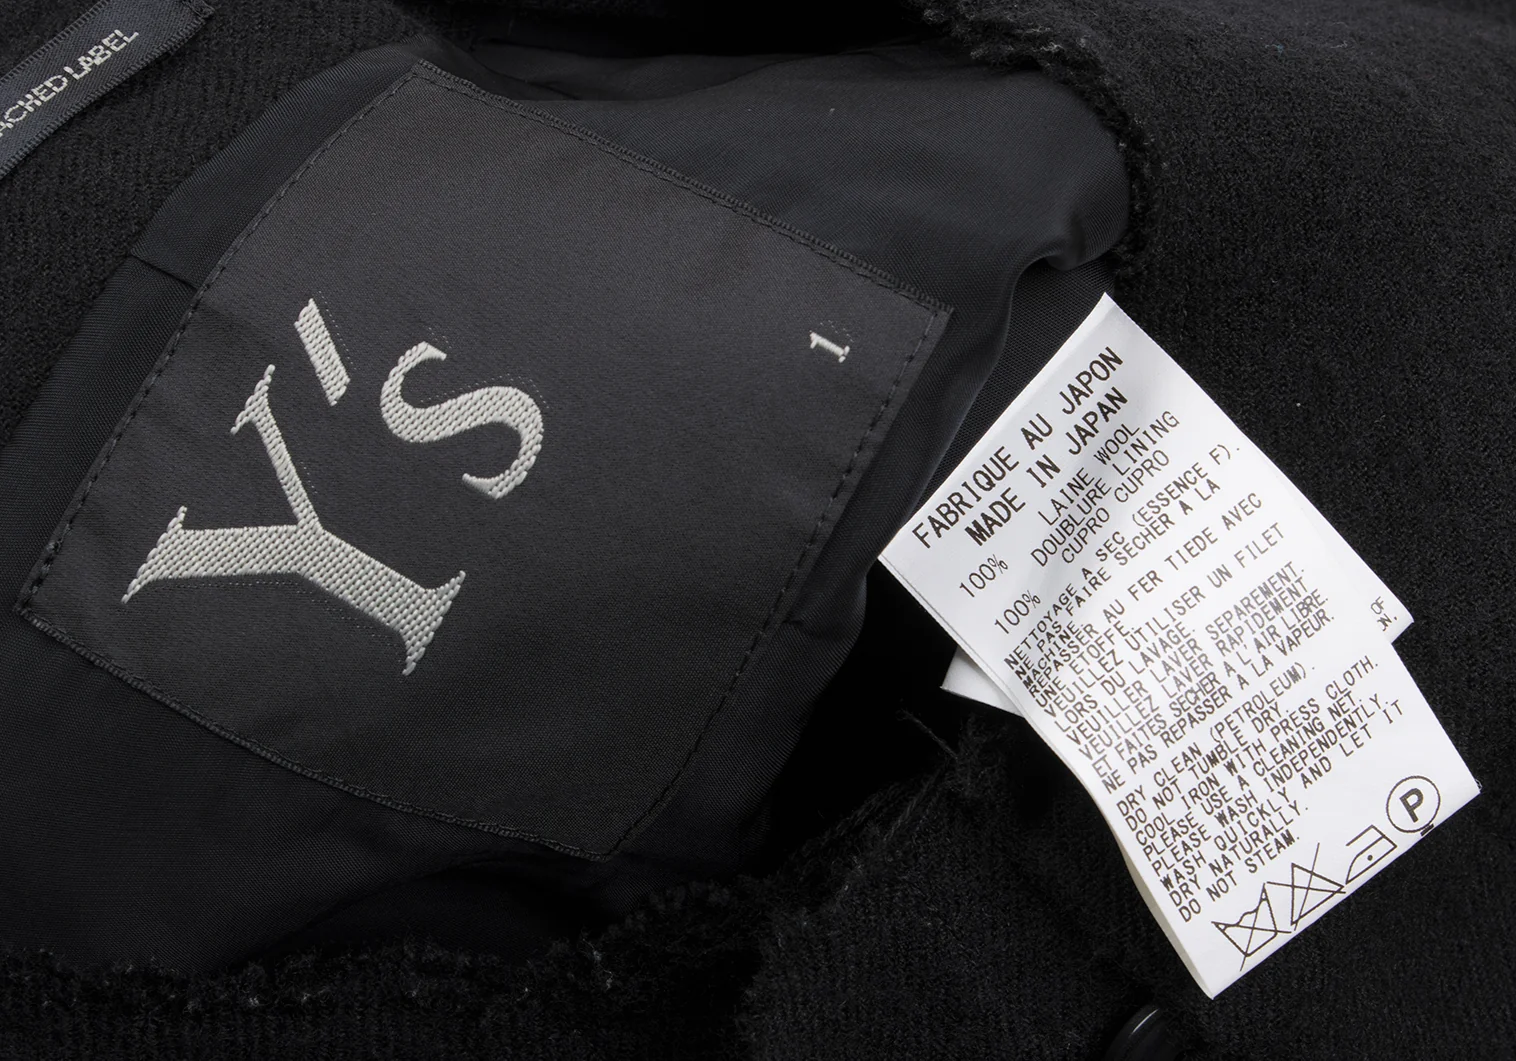 LABEL
Y's
1
FABRIQUE AU JAPON
MADE IN JAPAN
100% LAINE WOOL
DOUBLURE LINING
100% CUPRO CUPRO
NETTOYAGE A SEC (ESSENCE F).
NE PAS FAIRE SECHER A LA
MACHINE.
REPASSER AU FER TIEDE AVEC
UNE ETOFFE.
VEUILLEZ UTILISER UN FILET
LORS DU LAVAGE.
VEUILLER LAVER SEPAREMENT.
VEUILLEZ LAVER RAPIDEMENT
ET FAITES SECHER A L'AIR LIBRE.
NE PAS REPASSER A LA VAPEUR.
DRY CLEAN (PETROLEUM).
DO NOT TUMBLE DRY.
COOL IRON WITH PRESS CLOTH.
PLEASE USE A CLEANING NET.
PLEASE WASH INDEPENDENTLY,
WASH QUICKLY AND LET IT
DRY NATURALLY.
DO NOT STEAM.
P
OF